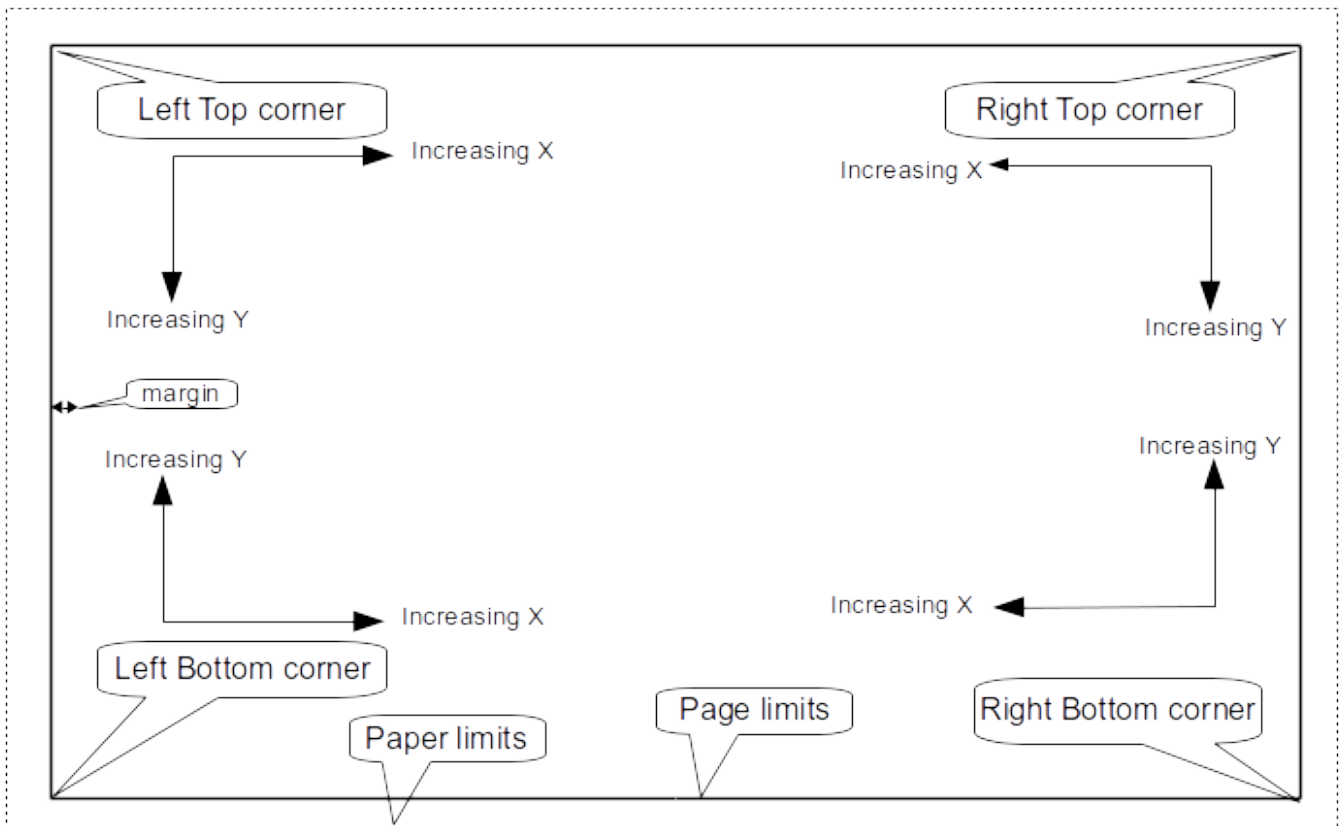 Left Top corner
Right Top corner
Increasing X
Increasing X
Increasing Y
Increasing Y
margin
Increasing Y
Increasing Y
Increasing X
Increasing X
Left Bottom corner
Page limits
Right Bottom corner
Paper limits